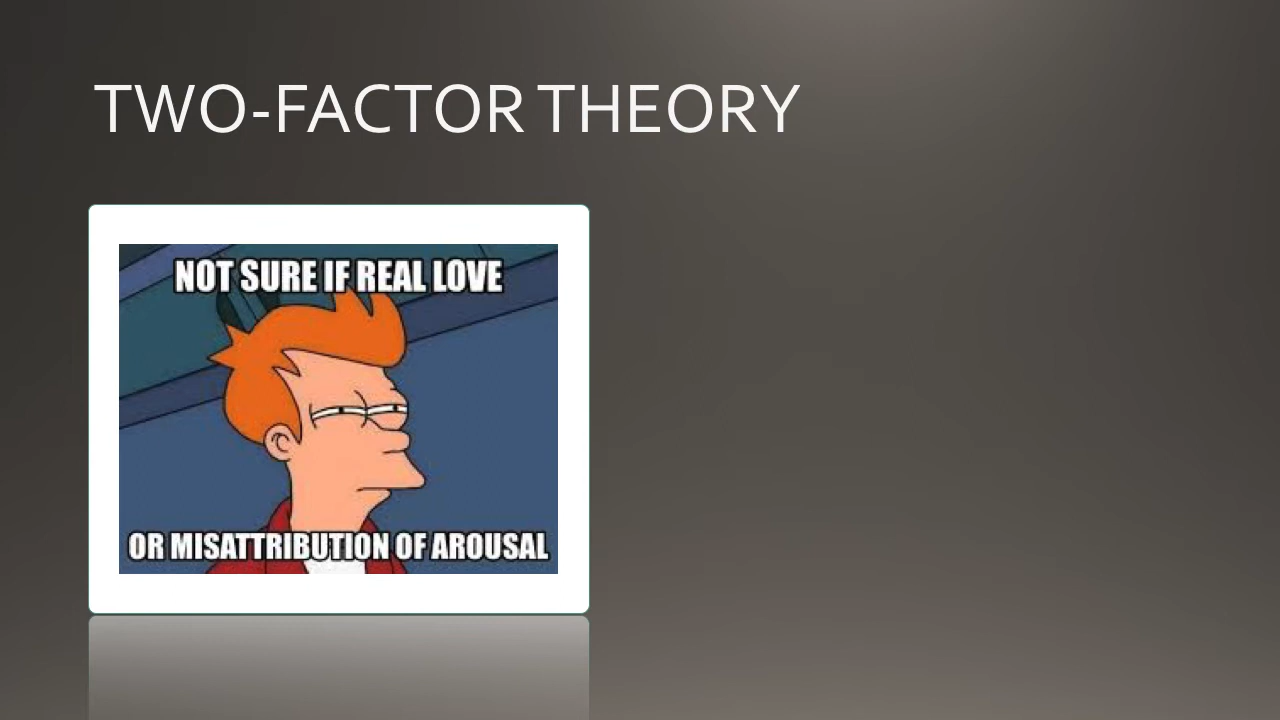 TWO-FACTOR THEORY
NOT SURE IF REAL LOVE
OR MISATTRIBUTION OF AROUSAL